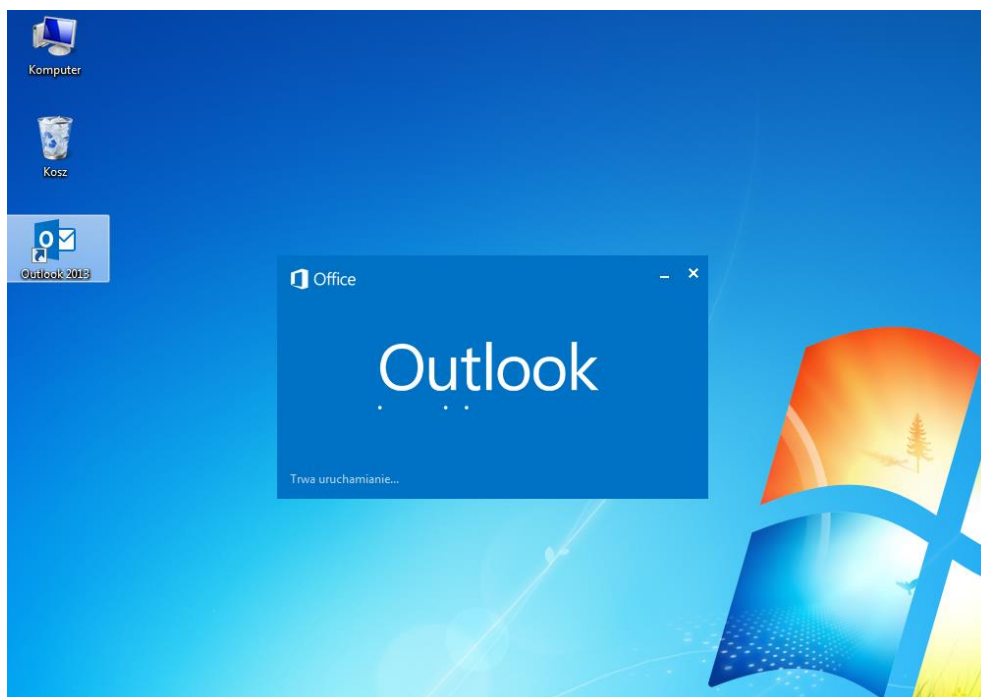 Komputer
Kosz
Outlook 2013
Office
Outlook
Trwa uruchamianie...